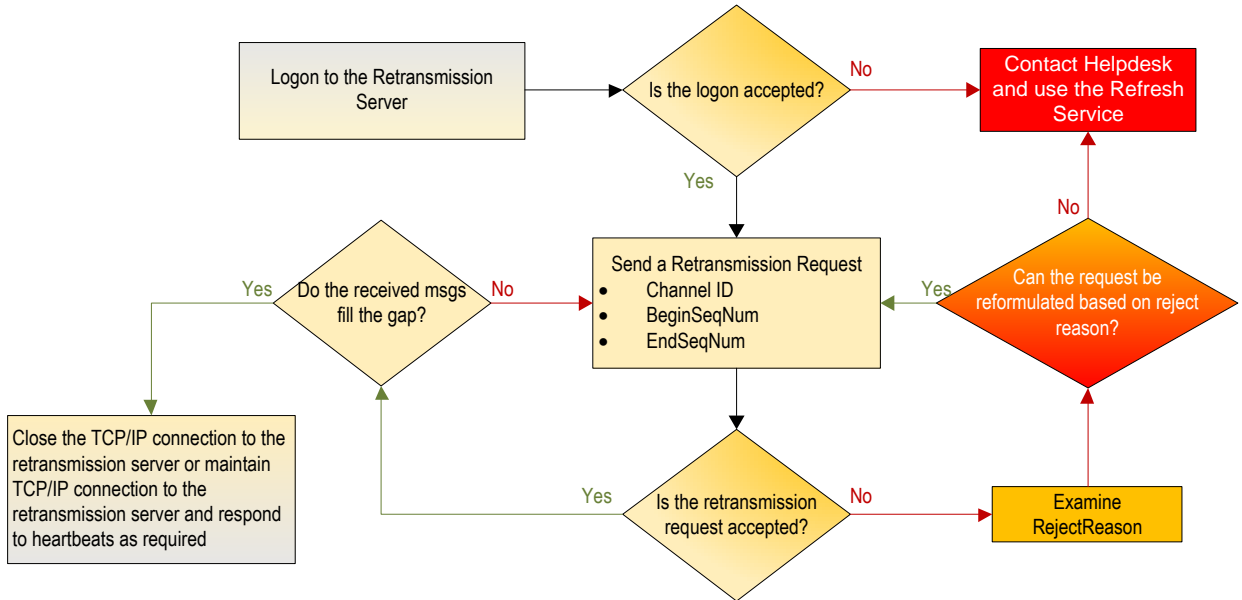 Logon to the Retransmission
Server
Is the logon accepted?
No
Contact Helpdesk
and use the Refresh
Service
Yes
No
Send a Retransmission Request
• Channel ID
• BeginSeqNum
• EndSeqNum
Yes
Do the received msgs
fill the gap?
No
Yes
Can the request be
reformulated based on reject
reason?
Close the TCP/IP connection to the
retransmission server or maintain
TCP/IP connection to the
retransmission server and respond
to heartbeats as required
Yes
Is the retransmission
request accepted?
No
Examine
RejectReason